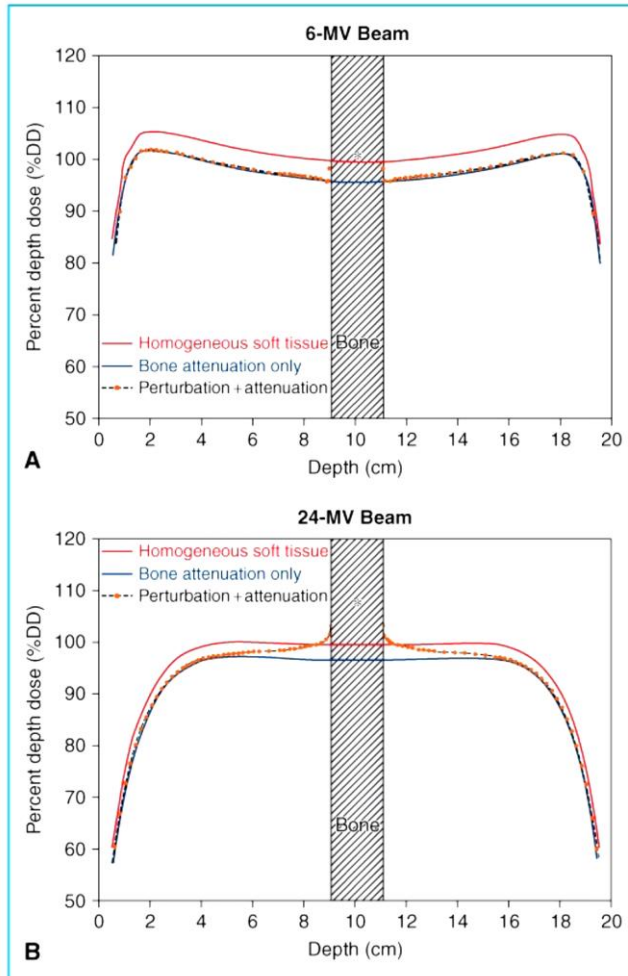 6-MV Beam
Percent depth dose (%DD)
120
110
100
90
80
70
60
50
Homogeneous soft tissue
Bone attenuation only
Perturbation + attenuation
Bone
0 2 4 6 8 10 12 14 16 18 20
Depth (cm)
A
24-MV Beam
Percent depth dose (%DD)
120
110
100
90
80
70
60
50
Homogeneous soft tissue
Bone attenuation only
Perturbation + attenuation
Bone
0 2 4 6 8 10 12 14 16 18 20
Depth (cm)
B